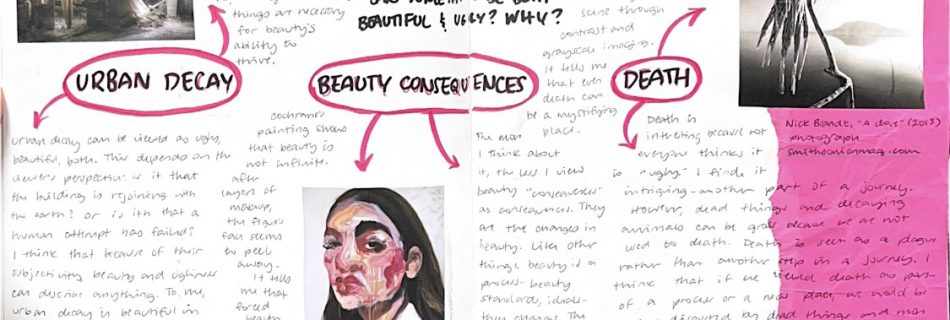 things are necessary
for beauty's
ability to
thrive.
BE BOTH
BEAUTIFUL & UGLY? WHY?
scene through
contrast and
grayscale imaging.
it tells me
that even
death can
be a mystifying
place.
URBAN DECAY
BEAUTY CONSEQUENCES
DEATH
urban decay can be viewed as ugly,
beautiful, both. This depends on the
viewer's perspective. is it that
the building is rejoining with
the earth? or is it that a
human attempt has failed?
I think that because of their
subjectivity beauty and ugliness
can describe anything. To me,
urban decay is beautiful in
cochrane's
painting shows
that beauty is
not infinite.
after
layers of
makeup,
the figure's
face seems
to peel
away.
It tells
me that
forced
beauty
The more
I think about
it, the less I view
beauty "consequences"
as consequences. They
are the changes in
beauty. Like other
things, beauty is a
process - beauty
standards, ideals -
they change. The
Death is
interesting because not
everyone thinks it
is "ugly." I find it
intriguing - another part of a journey.
However, dead things and decaying
animals can be gross because we are not
used to death. Death is seen as a plague
rather than another step in a journey. I
think that if we viewed death as part
of a process or a new place, we would be
disgusted by dead things and man
Nick Brandt, (2013)
photograph
smithsonianmag.com